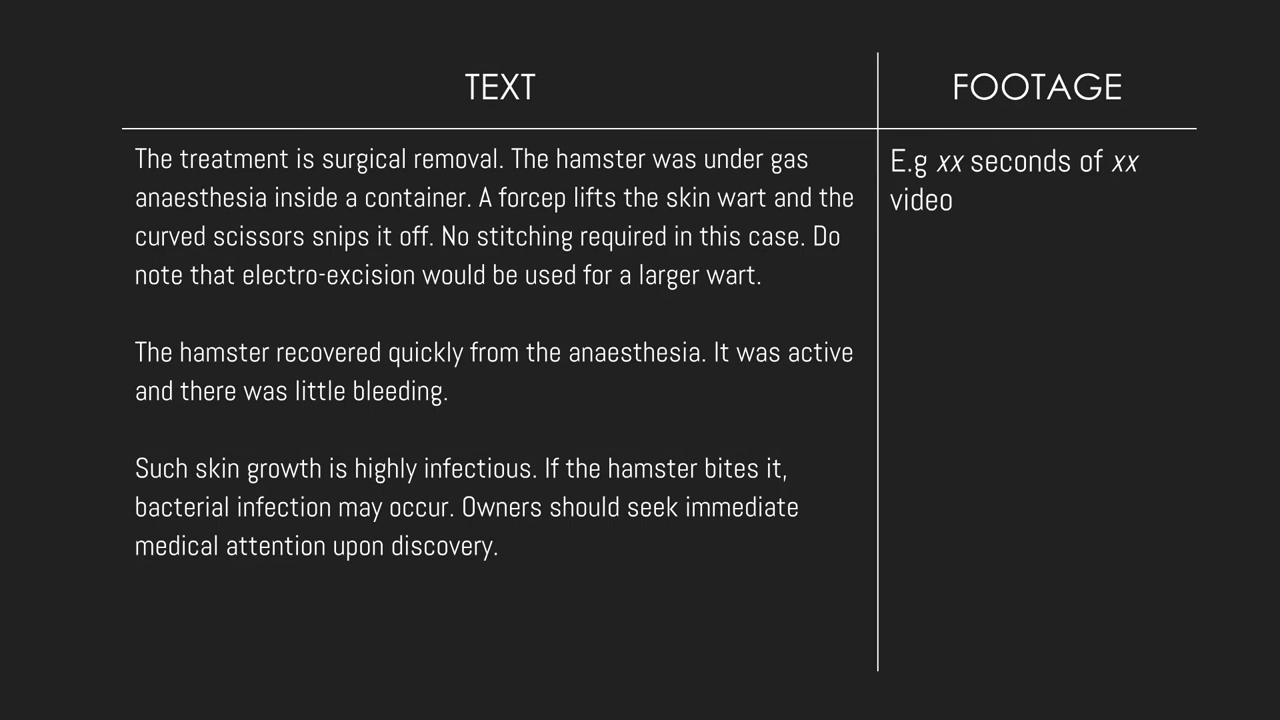 TEXT
FOOTAGE
The treatment is surgical removal. The hamster was under gas
anaesthesia inside a container. A forcep lifts the skin wart and the
curved scissors snips it off. No stitching required in this case. Do
note that electro-excision would be used for a larger wart.
The hamster recovered quickly from the anaesthesia. It was active
and there was little bleeding.
Such skin growth is highly infectious. If the hamster bites it,
bacterial infection may occur. Owners should seek immediate
medical attention upon discovery.
E.g xx seconds of xx
video